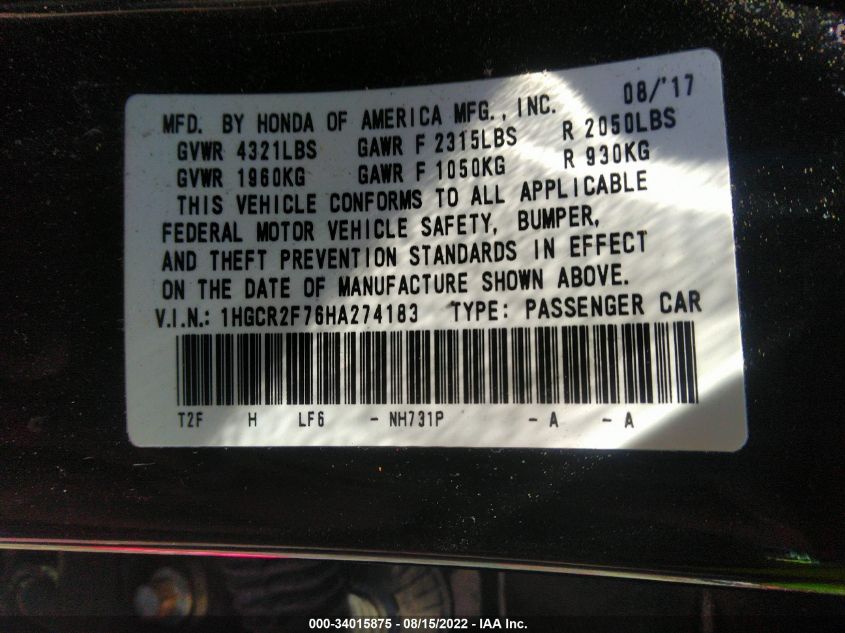 MFD. BY HONDA OF AMERICA MFG., INC. 08/'17
GVWR 4321LBS GAWR F 2315LBS R 2050LBS
GVWR 1960KG GAWR F 1050KG R 930KG
THIS VEHICLE CONFORMS TO ALL APPLICABLE
FEDERAL MOTOR VEHICLE SAFETY, BUMPER,
AND THEFT PREVENTION STANDARDS IN EFFECT
ON THE DATE OF MANUFACTURE SHOWN ABOVE.
V.I.N.: 1HGCR2F76HA274183 TYPE: PASSENGER CAR
T2F H LF6 - NH731P - A - A
000-34015875 - 08/15/2022 - IAA Inc.